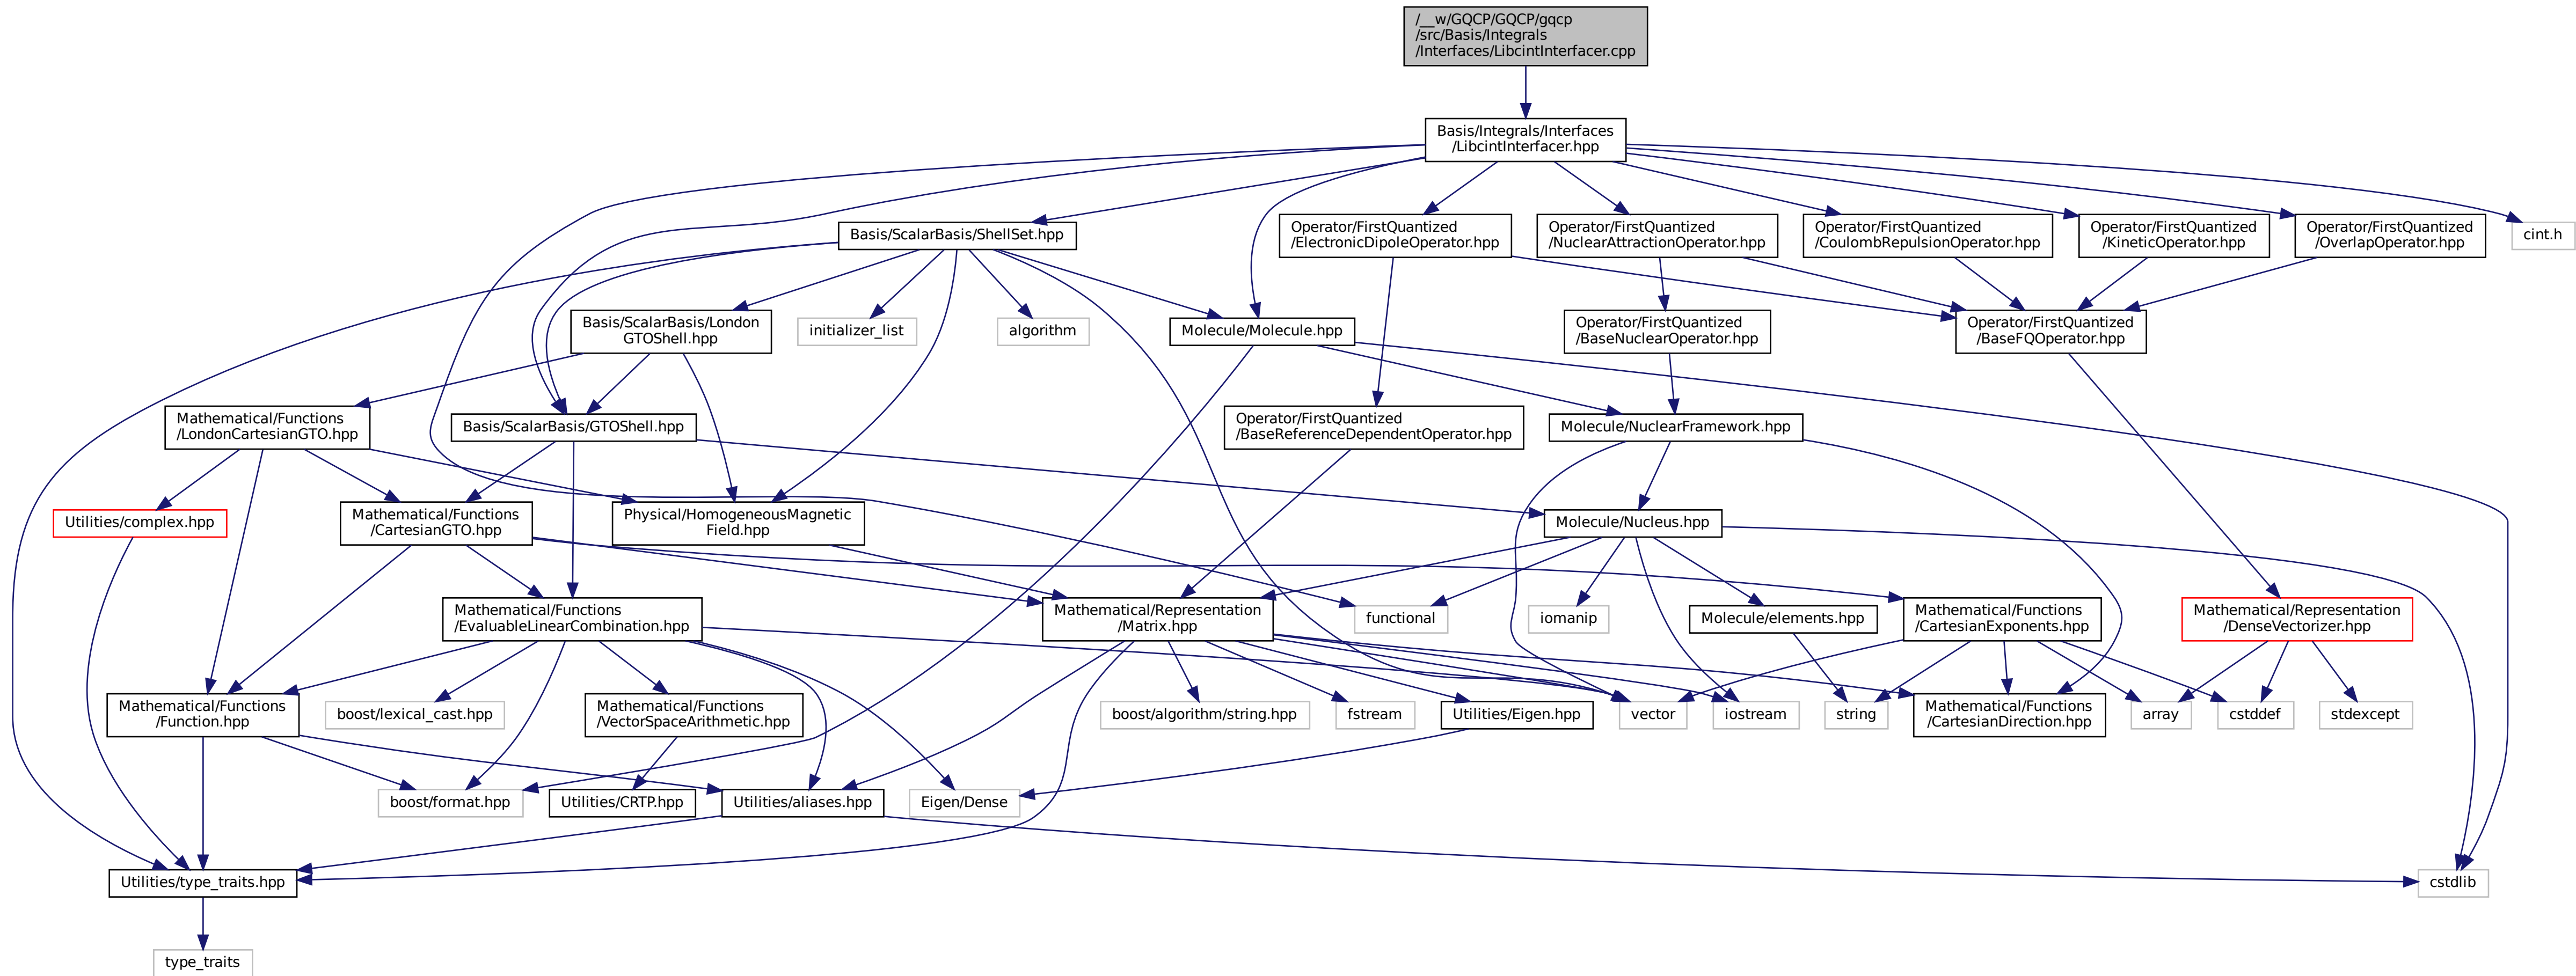 /__w/GQCP/GQCP/gqcp
/src/Basis/Integrals
/Interfaces/LibcintInterfacer.cpp
Basis/Integrals/Interfaces
/LibcintInterfacer.hpp
Basis/ScalarBasis/ShellSet.hpp
Operator/FirstQuantized
/ElectronicDipoleOperator.hpp
Operator/FirstQuantized
/NuclearAttractionOperator.hpp
Operator/FirstQuantized
/CoulombRepulsionOperator.hpp
Operator/FirstQuantized
/KineticOperator.hpp
Operator/FirstQuantized
/OverlapOperator.hpp
cint.h
Basis/ScalarBasis/London
GTOShell.hpp
initializer_list
algorithm
Molecule/Molecule.hpp
Operator/FirstQuantized
/BaseNuclearOperator.hpp
Operator/FirstQuantized
/BaseFQOperator.hpp
Mathematical/Functions
/LondonCartesianGTO.hpp
Basis/ScalarBasis/GTOShell.hpp
Operator/FirstQuantized
/BaseReferenceDependentOperator.hpp
Molecule/NuclearFramework.hpp
Utilities/complex.hpp
Mathematical/Functions
/CartesianGTO.hpp
Physical/HomogeneousMagnetic
Field.hpp
Molecule/Nucleus.hpp
Mathematical/Functions
/EvaluableLinearCombination.hpp
Mathematical/Representation
/Matrix.hpp
functional
iomanip
Molecule/elements.hpp
Mathematical/Functions
/CartesianExponents.hpp
Mathematical/Representation
/DenseVectorizer.hpp
Mathematical/Functions
/Function.hpp
boost/lexical_cast.hpp
Mathematical/Functions
/VectorSpaceArithmetic.hpp
boost/algorithm/string.hpp
fstream
Utilities/Eigen.hpp
vector
iostream
string
Mathematical/Functions
/CartesianDirection.hpp
array
cstddef
stdexcept
boost/format.hpp
Utilities/CRTP.hpp
Utilities/aliases.hpp
Eigen/Dense
Utilities/type_traits.hpp
cstdlib
type_traits